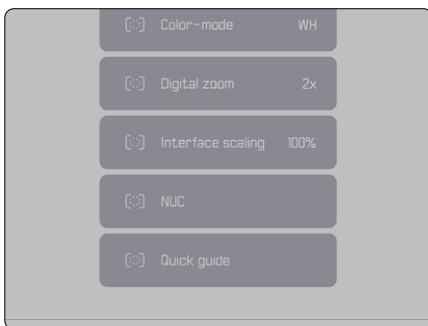 Color-mode WH
Digital zoom 2x
Interface scaling 100%
NUC
Quick guide